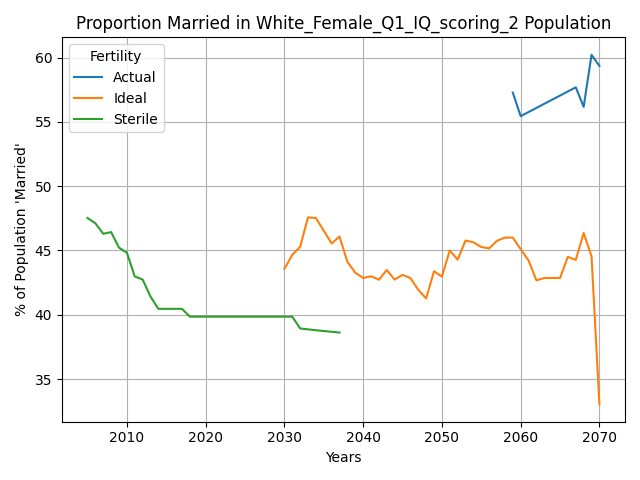 Proportion Married in White_Female_Q1_IQ_scoring_2 Population
Fertility
Actual
Ideal
Sterile
% of Population 'Married'
60
55
50
45
40
35
2010
2020
2030
2040
2050
2060
2070
Years